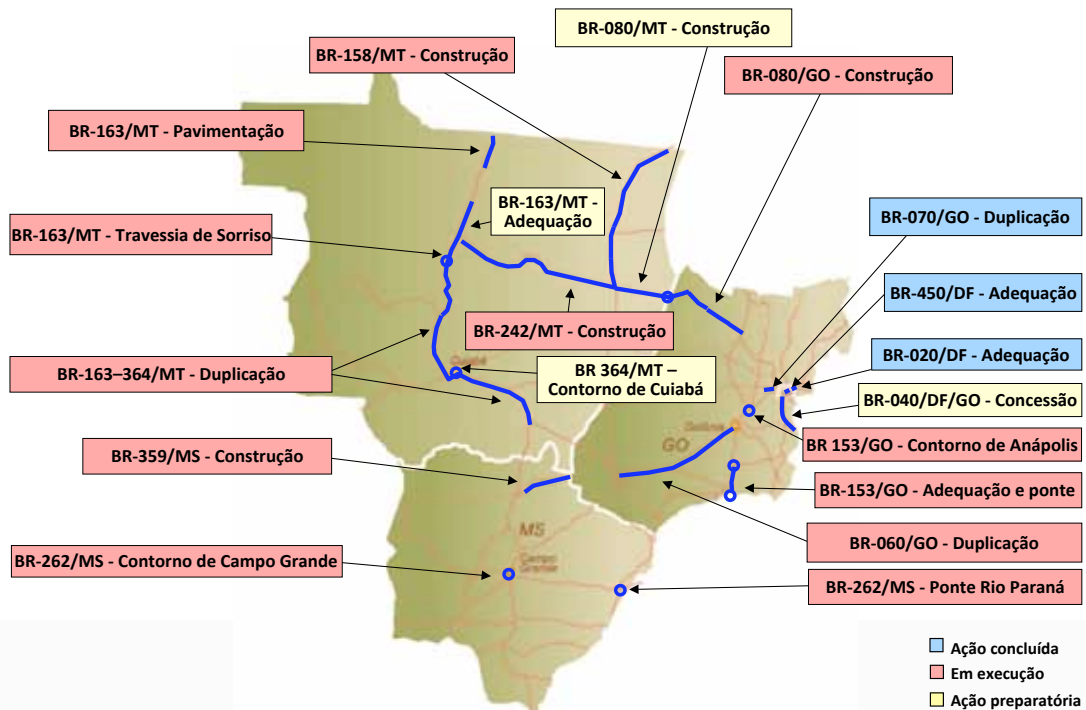 BR-080/MT - Construção
BR-158/MT - Construção
BR-080/GO - Construção
BR-163/MT - Pavimentação
BR-163/MT -
Adequação
BR-070/GO - Duplicação
BR-163/MT - Travessia de Sorriso
BR-450/DF - Adequação
BR-242/MT - Construção
BR-020/DF - Adequação
Cuiabá
BR-163–364/MT - Duplicação
BR 364/MT –
Contorno de Cuiabá
BR-040/DF/GO - Concessão
Goiânia
GO
BR 153/GO - Contorno de Anápolis
BR-359/MS - Construção
BR-153/GO - Adequação e ponte
MS
BR-060/GO - Duplicação
Campo
Grande
BR-262/MS - Contorno de Campo Grande
BR-262/MS - Ponte Rio Paraná
Ação concluída
Em execução
Ação preparatória